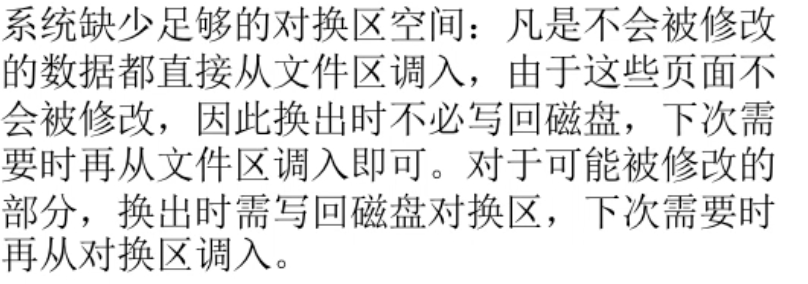 系统缺少足够的对换区空间：凡是不会被修改
的数据都直接从文件区调入，由于这些页面不
会被修改，因此换出时不必写回磁盘，下次需
要时再从文件区调入即可。对于可能被修改的
部分，换出时需写回磁盘对换区，下次需要时
再从对换区调入。